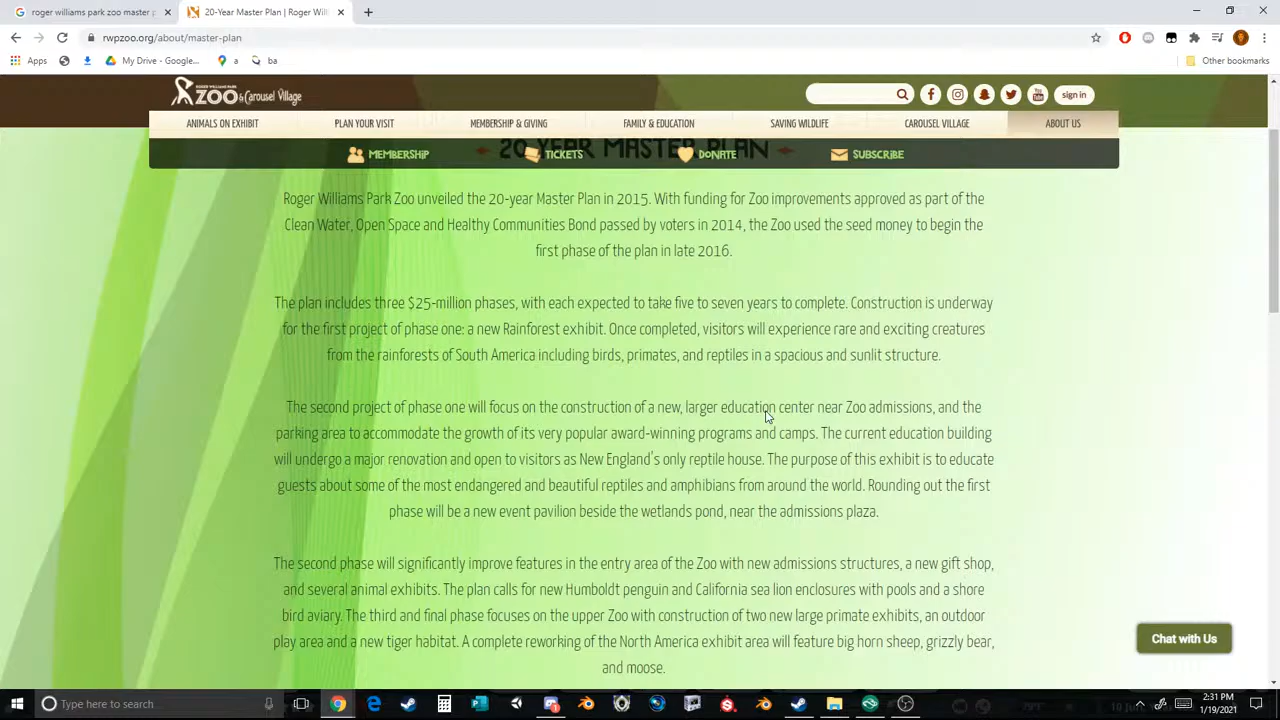 roger williams park zoo master p
20-Year Master Plan | Roger Will
rwpzoo.org/about/master-plan
Apps
My Drive - Google...
a
ba
Other bookmarks
ROGER WILLIAMS PARK
ZOO & Carousel Village
sign in
ANIMALS ON EXHIBIT
PLAN YOUR VISIT
MEMBERSHIP & GIVING
FAMILY & EDUCATION
SAVING WILDLIFE
CAROUSEL VILLAGE
ABOUT US
20 YEAR MASTER PLAN
MEMBERSHIP
TICKETS
DONATE
SUBSCRIBE
Roger Williams Park Zoo unveiled the 20-year Master Plan in 2015. With funding for Zoo improvements approved as part of the
Clean Water, Open Space and Healthy Communities Bond passed by voters in 2014, the Zoo used the seed money to begin the
first phase of the plan in late 2016.
The plan includes three $25-million phases, with each expected to take five to seven years to complete. Construction is underway
for the first project of phase one: a new Rainforest exhibit. Once completed, visitors will experience rare and exciting creatures
from the rainforests of South America including birds, primates, and reptiles in a spacious and sunlit structure.
The second project of phase one will focus on the construction of a new, larger education center near Zoo admissions, and the
parking area to accommodate the growth of its very popular award-winning programs and camps. The current education building
will undergo a major renovation and open to visitors as New England's only reptile house. The purpose of this exhibit is to educate
guests about some of the most endangered and beautiful reptiles and amphibians from around the world. Rounding out the first
phase will be a new event pavilion beside the wetlands pond, near the admissions plaza.
The second phase will significantly improve features in the entry area of the Zoo with new admissions structures, a new gift shop,
and several animal exhibits. The plan calls for new Humboldt penguin and California sea lion enclosures with pools and a shore
bird aviary. The third and final phase focuses on the upper Zoo with construction of two new large primate exhibits, an outdoor
play area and a new tiger habitat. A complete reworking of the North America exhibit area will feature big horn sheep, grizzly bear,
and moose.
Chat with Us
Type here to search
2:31 PM
1/19/2021